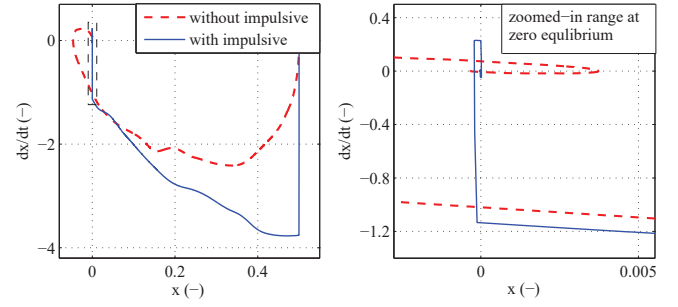 without impulsive
with impulsive
0
−2
−4
dx/dt (−)
0
0.2
0.4
x (−)
zoomed−in range at
zero equlibrium
0.4
0
−0.4
−0.8
−1.2
dx/dt (−)
0
0.005
x (−)